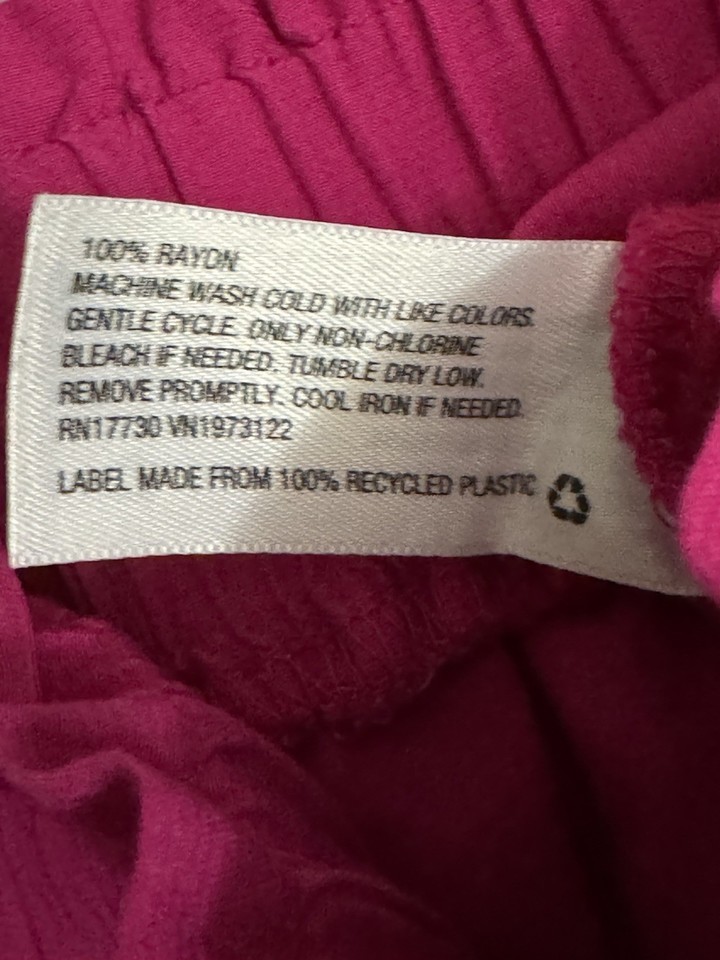 100% RAYON
MACHINE WASH COLD WITH LIKE COLORS.
GENTLE CYCLE. ONLY NON-CHLORINE
BLEACH IF NEEDED. TUMBLE DRY LOW.
REMOVE PROMPTLY. COOL IRON IF NEEDED.
RN17730 VN1973122
LABEL MADE FROM 100% RECYCLED PLASTIC